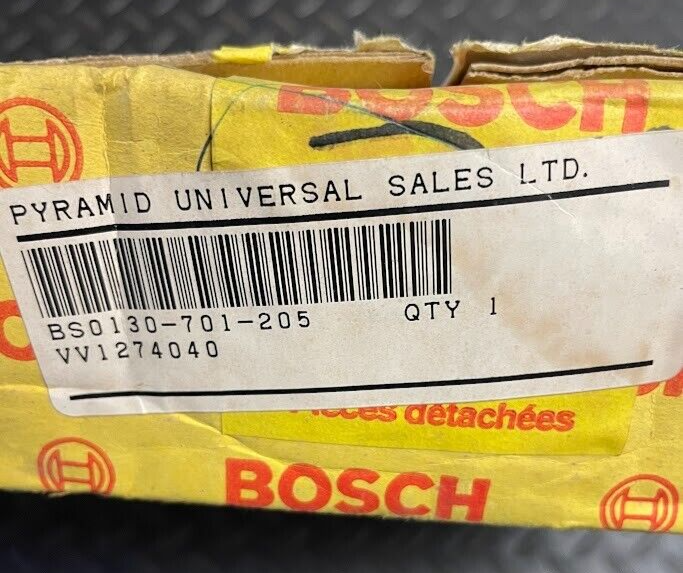 BOSCH
PYRAMID UNIVERSAL SALES LTD.
BS0130-701-205 QTY 1
VV1274040
Pièces détachées
BOSCH